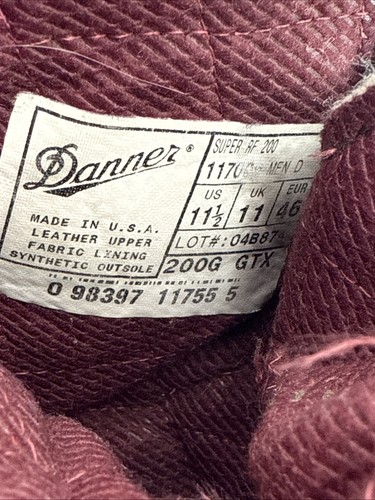 Danner®
MADE IN U.S.A.
LEATHER UPPER
FABRIC LINING
SYNTHETIC OUTSOLE
SUPER RF 200
MEN D
US UK EUR
11½ 11 46
LOT#: 04B87
200G GTX
0 98397 11755 5